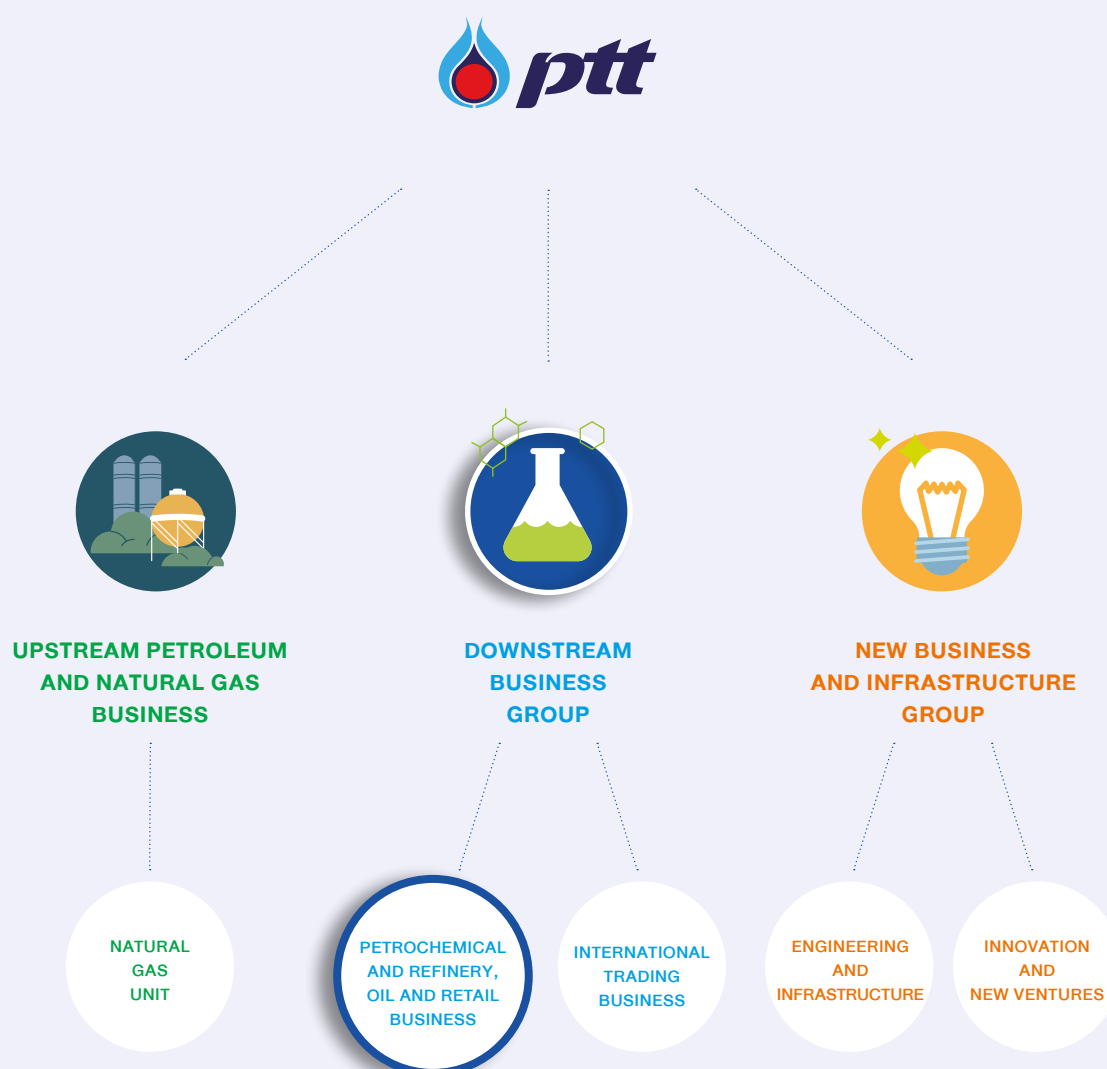 ptt
UPSTREAM PETROLEUM
AND NATURAL GAS
BUSINESS
DOWNSTREAM
BUSINESS
GROUP
NEW BUSINESS
AND INFRASTRUCTURE
GROUP
NATURAL
GAS
UNIT
PETROCHEMICAL
AND REFINERY,
OIL AND RETAIL
BUSINESS
INTERNATIONAL
TRADING
BUSINESS
ENGINEERING
AND
INFRASTRUCTURE
INNOVATION
AND
NEW VENTURES